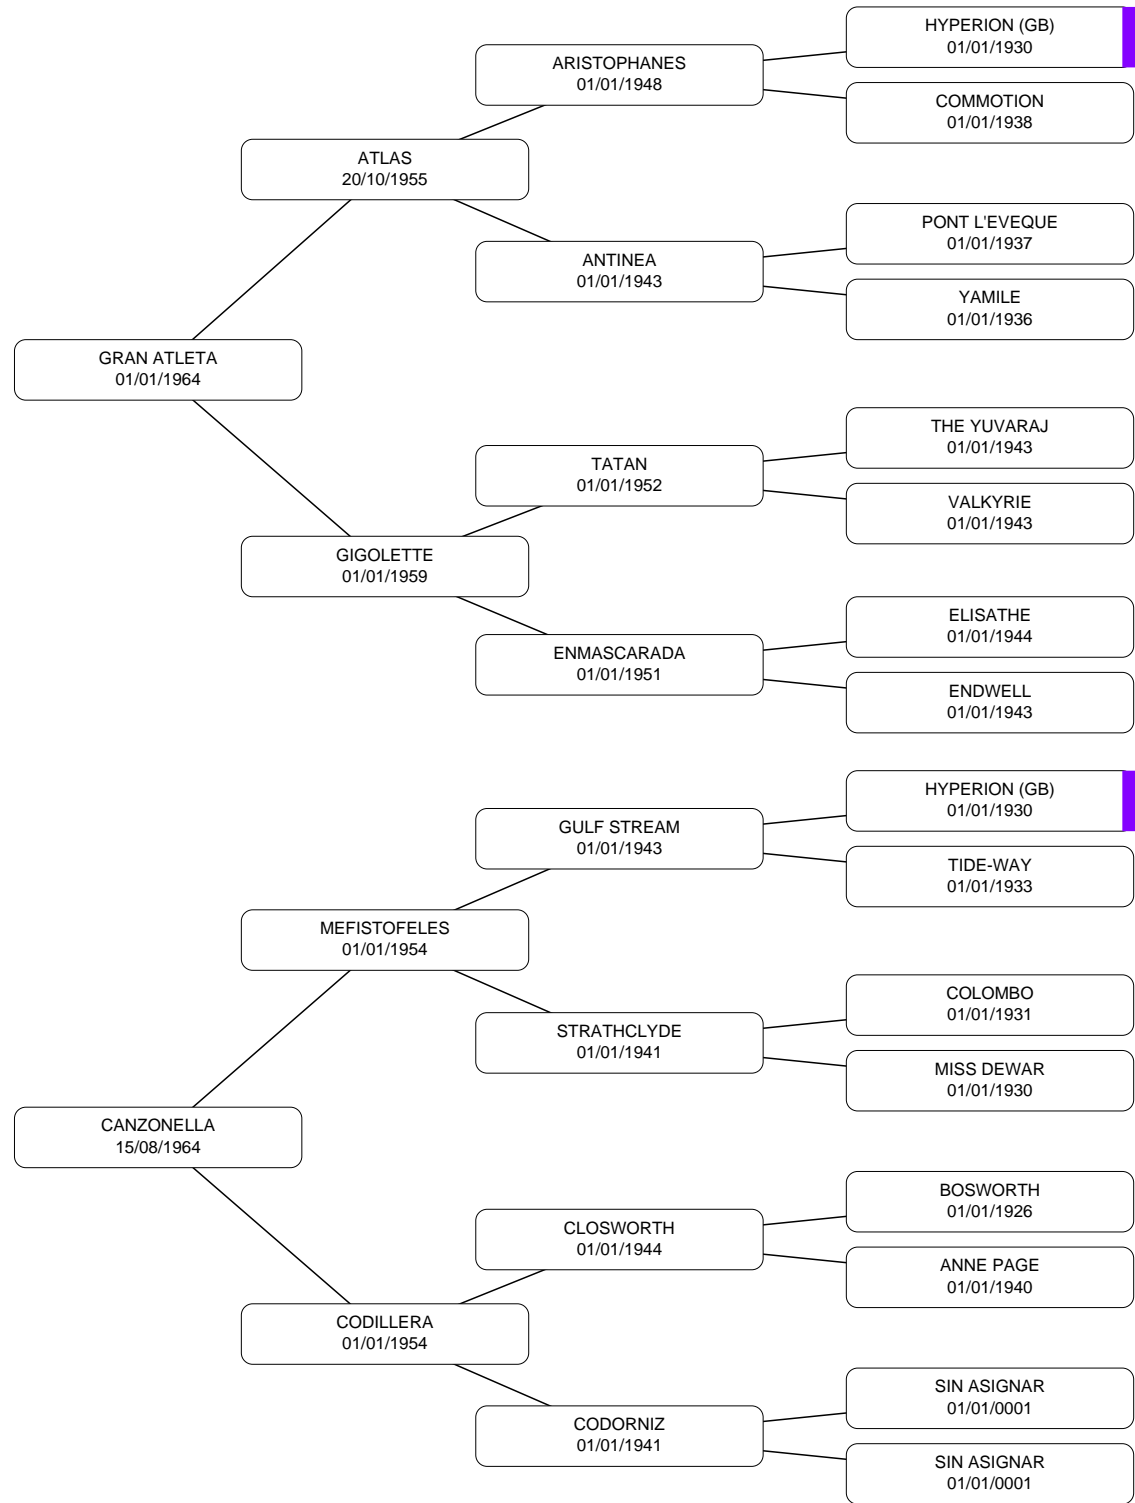 HYPERION (GB)
01/01/1930
ARISTOPHANES
01/01/1948
COMMOTION
01/01/1938
ATLAS
20/10/1955
PONT L'EVEQUE
01/01/1937
ANTINEA
01/01/1943
YAMILE
01/01/1936
GRAN ATLETA
01/01/1964
THE YUVARAJ
01/01/1943
TATAN
01/01/1952
VALKYRIE
01/01/1943
GIGOLETTE
01/01/1959
ELISATHE
01/01/1944
ENMASCARADA
01/01/1951
ENDWELL
01/01/1943
HYPERION (GB)
01/01/1930
GULF STREAM
01/01/1943
TIDE-WAY
01/01/1933
MEFISTOFELES
01/01/1954
COLOMBO
01/01/1931
STRATHCLYDE
01/01/1941
MISS DEWAR
01/01/1930
CANZONELLA
15/08/1964
BOSWORTH
01/01/1926
CLOSWORTH
01/01/1944
ANNE PAGE
01/01/1940
CODILLERA
01/01/1954
SIN ASIGNAR
01/01/0001
CODORNIZ
01/01/1941
SIN ASIGNAR
01/01/0001